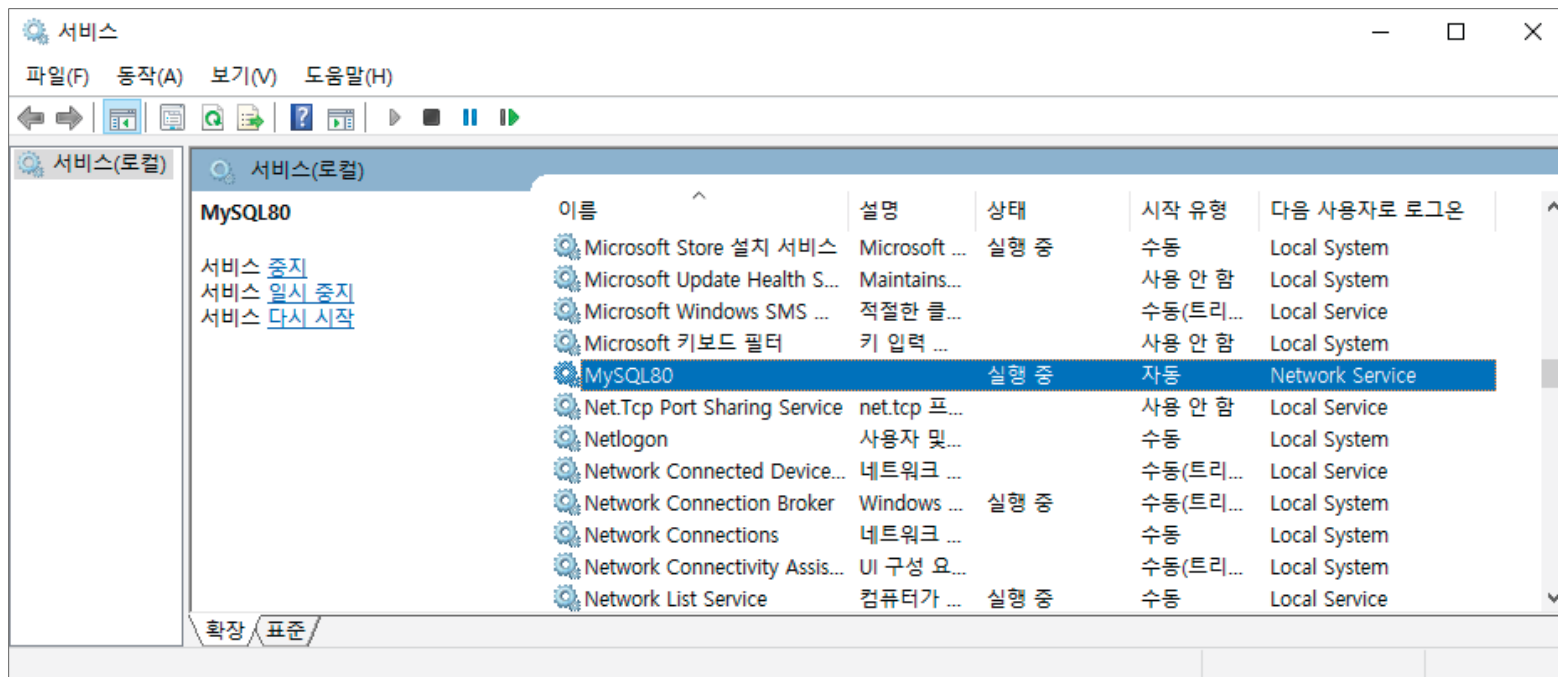 서비스
파일(F) 동작(A) 보기(V) 도움말(H)
서비스(로컬)
서비스(로컬)
MySQL80
서비스 중지
서비스 일시 중지
서비스 다시 시작
이름 설명 상태 시작 유형 다음 사용자로 로그온
Microsoft Store 설치 서비스 Microsoft ... 실행 중 수동 Local System
Microsoft Update Health S... Maintains... 사용 안 함 Local System
Microsoft Windows SMS ... 적절한 클... 수동(트리... Local Service
Microsoft 키보드 필터 키 입력 ... 사용 안 함 Local System
MySQL80 실행 중 자동 Network Service
Net.Tcp Port Sharing Service net.tcp 프... 사용 안 함 Local Service
Netlogon 사용자 및... 수동 Local System
Network Connected Device... 네트워크 ... 수동(트리... Local Service
Network Connection Broker Windows ... 실행 중 수동(트리... Local System
Network Connections 네트워크 ... 수동 Local System
Network Connectivity Assis... UI 구성 요... 수동(트리... Local System
Network List Service 컴퓨터가 ... 실행 중 수동 Local Service
확장 표준